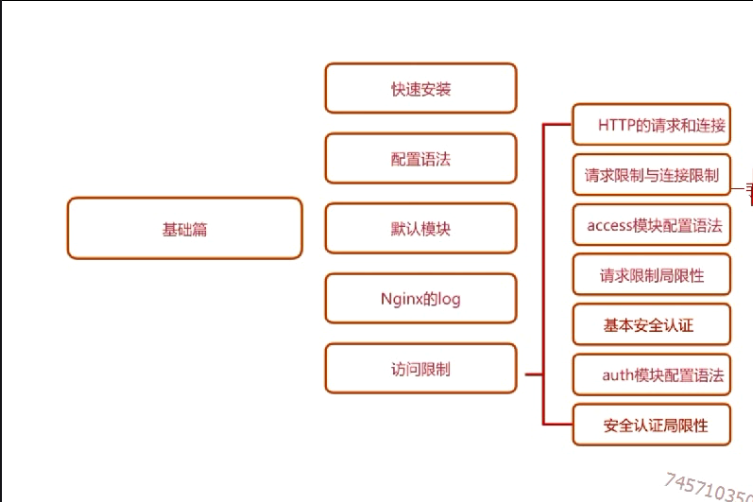 基础篇
快速安装
配置语法
默认模块
Nginx的log
访问限制
HTTP的请求和连接
请求限制与连接限制
access模块配置语法
请求限制局限性
基本安全认证
auth模块配置语法
安全认证局限性